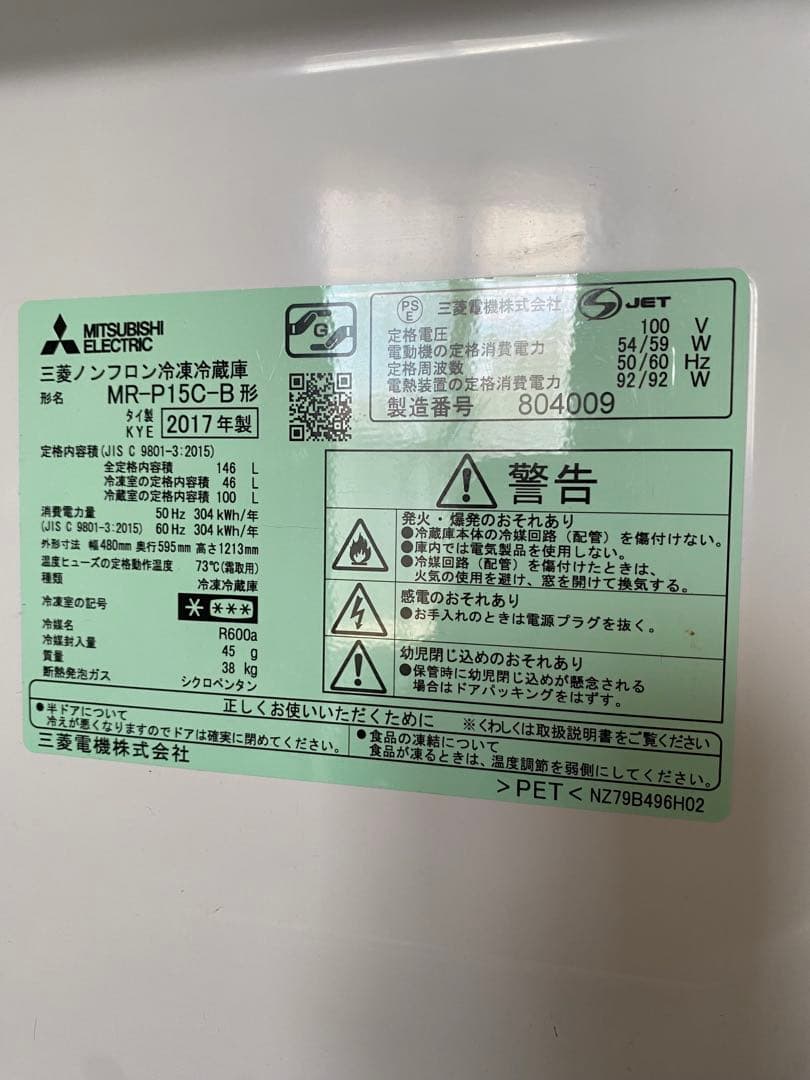 MITSUBISHI
ELECTRIC
三菱ノンフロン冷凍冷蔵庫
形名 MR-P15C-B 形
タイ製
KYE 2017年製
G
PS
E
三菱電機株式会社
S JET
定格電圧 100 V
電動機の定格消費電力 54/59 W
定格周波数 50/60 Hz
電熱装置の定格消費電力 92/92 W
製造番号 804009
定格内容積(JIS C 9801-3:2015)
全定格内容積 146 L
冷凍室の定格内容積 46 L
冷蔵室の定格内容積 100 L
消費電力量 50 Hz 304 kWh/年
(JIS C 9801-3:2015) 60 Hz 304 kWh/年
外形寸法 幅480mm 奥行595mm 高さ1213mm
温度ヒューズの定格動作温度 73℃(霜取用)
種類 冷凍冷蔵庫
冷凍室の記号 * ***
冷媒名 R600a
冷媒封入量 45 g
質量 38 kg
断熱発泡ガス シクロペンタン
警告
発火・爆発のおそれあり
●冷蔵庫本体の冷媒回路(配管)を傷付けない。
●庫内では電気製品を使用しない。
●冷媒回路(配管)を傷付けたときは、
火気の使用を避け、窓を開けて換気する。
感電のおそれあり
●お手入れのときは電源プラグを抜く。
幼児閉じ込めのおそれあり
●保管時に幼児閉じ込めが懸念される
場合はドアパッキングをはずす。
正しくお使いいただくために ※くわしくは取扱説明書をご覧ください
●半ドアについて
冷えが悪くなりますのでドアは確実に閉めてください。
●食品の凍結について
食品が凍るときは、温度調節を弱側にしてください。
三菱電機株式会社
>PET< NZ79B496H02